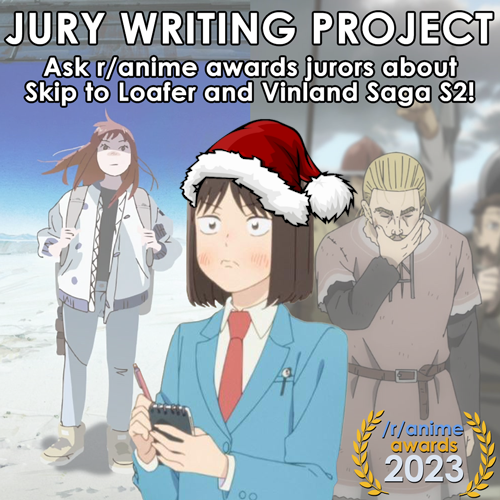 JURY WRITING PROJECT
Ask r/anime awards jurors about
Skip to Loafer and Vinland Saga S2!
/r/anime
awards
2023